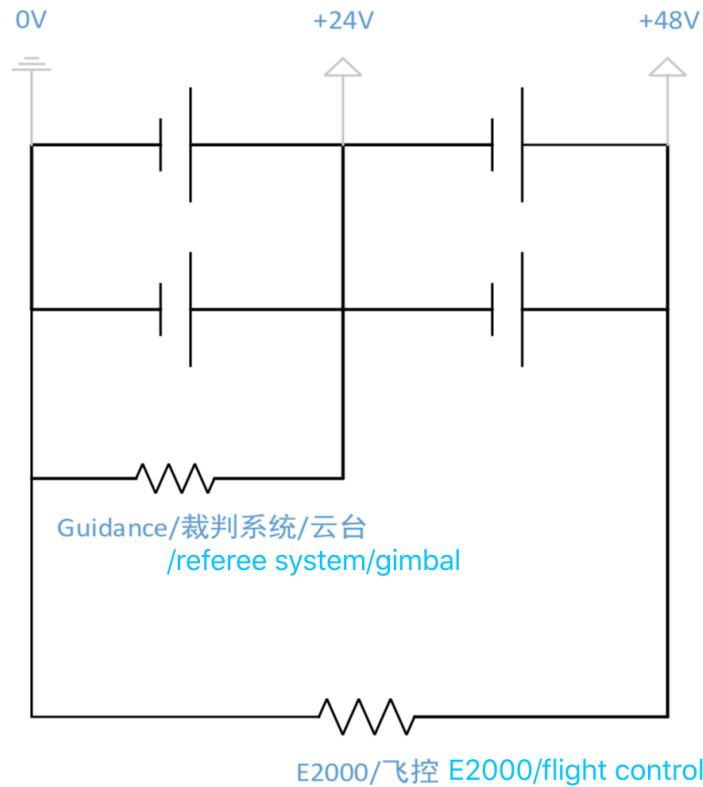 0V
+24V
+48V
Guidance/裁判系统/云台
/referee system/gimbal
E2000/飞控 E2000/flight control